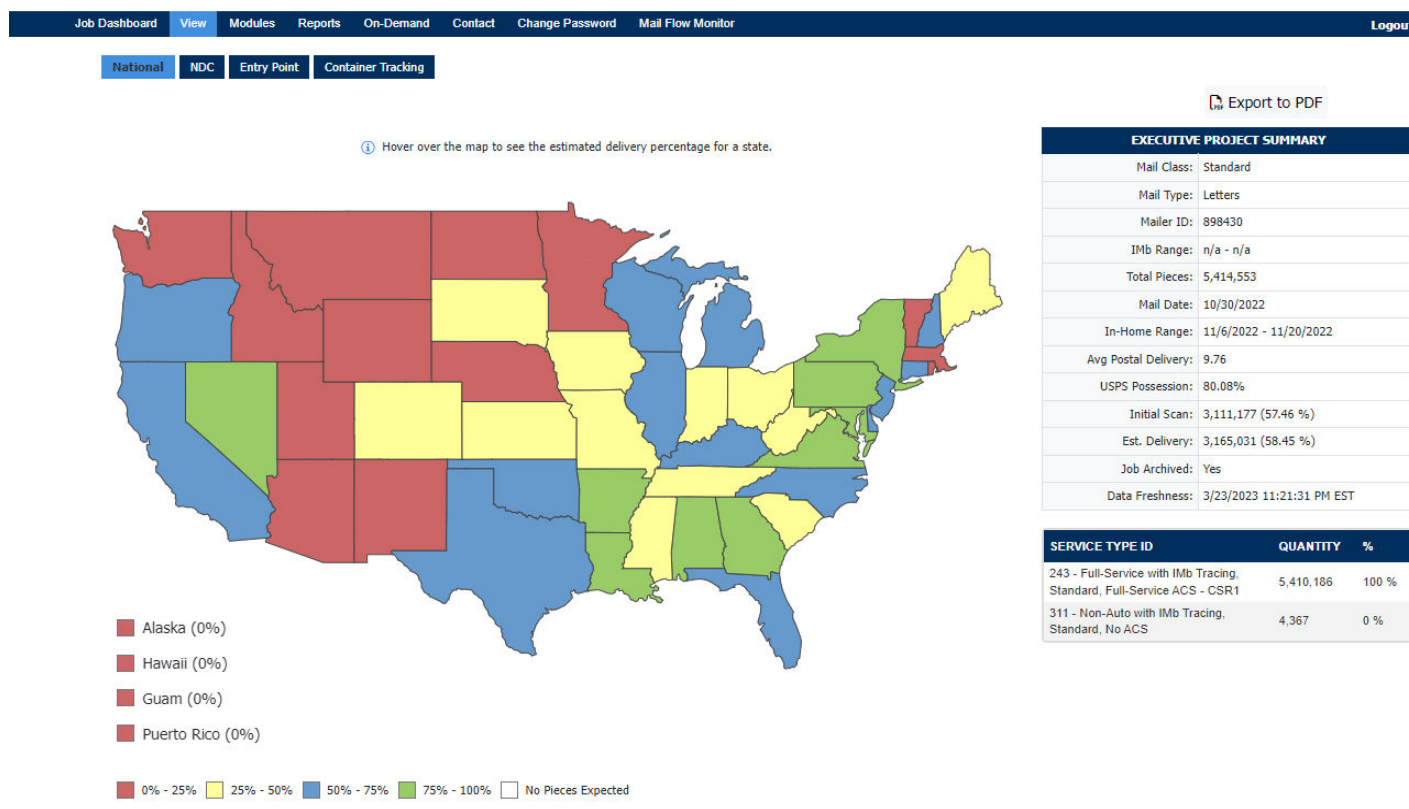 Job Dashboard View Modules Reports On-Demand Contact Change Password Mail Flow Monitor Logout
National NDC Entry Point Container Tracking
Export to PDF
Hover over the map to see the estimated delivery percentage for a state.
EXECUTIVE PROJECT SUMMARY
Mail Class: Standard
Mail Type: Letters
Mailer ID: 898430
IMb Range: n/a - n/a
Total Pieces: 5,414,553
Mail Date: 10/30/2022
In-Home Range: 11/6/2022 - 11/20/2022
Avg Postal Delivery: 9.76
USPS Possession: 80.08%
Initial Scan: 3,111,177 (57.46 %)
Est. Delivery: 3,165,031 (58.45 %)
Job Archived: Yes
Data Freshness: 3/23/2023 11:21:31 PM EST
SERVICE TYPE ID QUANTITY %
243 - Full-Service with IMb Tracing,
Standard, Full-Service ACS - CSR1 5,410,186 100 %
311 - Non-Auto with IMb Tracing,
Standard, No ACS 4,367 0 %
Alaska (0%)
Hawaii (0%)
Guam (0%)
Puerto Rico (0%)
0% - 25% 25% - 50% 50% - 75% 75% - 100% No Pieces Expected